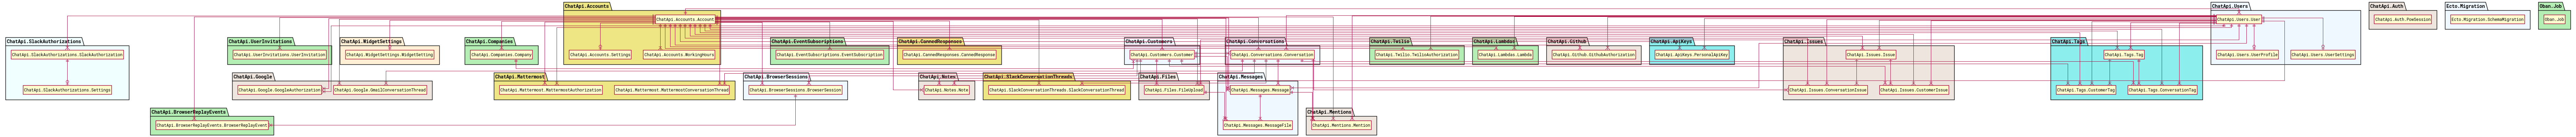 ChatApi.Accounts
ChatApi.Accounts.Account
ChatApi.Accounts.Settings
ChatApi.Accounts.WorkingHours
ChatApi.Users
ChatApi.Users.User
ChatApi.Users.UserProfile
ChatApi.Users.UserSettings
ChatApi.Auth
ChatApi.Auth.PowSession
Ecto.Migration
Ecto.Migration.SchemaMigration
Oban.Job
Oban.Job
ChatApi.SlackAuthorizations
ChatApi.SlackAuthorizations.SlackAuthorization
ChatApi.SlackAuthorizations.Settings
ChatApi.UserInvitations
ChatApi.UserInvitations.UserInvitation
ChatApi.WidgetSettings
ChatApi.WidgetSettings.WidgetSetting
ChatApi.Companies
ChatApi.Companies.Company
ChatApi.EventSubscriptions
ChatApi.EventSubscriptions.EventSubscription
ChatApi.CannedResponses
ChatApi.CannedResponses.CannedResponse
ChatApi.Customers
ChatApi.Customers.Customer
ChatApi.Conversations
ChatApi.Conversations.Conversation
ChatApi.Twilio
ChatApi.Twilio.TwilioAuthorization
ChatApi.Lambdas
ChatApi.Lambdas.Lambda
ChatApi.Github
ChatApi.Github.GithubAuthorization
ChatApi.ApiKeys
ChatApi.ApiKeys.PersonalApiKey
ChatApi.Issues
ChatApi.Issues.Issue
ChatApi.Issues.ConversationIssue
ChatApi.Issues.CustomerIssue
ChatApi.Tags
ChatApi.Tags.Tag
ChatApi.Tags.CustomerTag
ChatApi.Tags.ConversationTag
ChatApi.Google
ChatApi.Google.GoogleAuthorization
ChatApi.Google.GmailConversationThread
ChatApi.Mattermost
ChatApi.Mattermost.MattermostAuthorization
ChatApi.Mattermost.MattermostConversationThread
ChatApi.BrowserSessions
ChatApi.BrowserSessions.BrowserSession
ChatApi.Notes
ChatApi.Notes.Note
ChatApi.SlackConversationThreads
ChatApi.SlackConversationThreads.SlackConversationThread
ChatApi.Files
ChatApi.Files.FileUpload
ChatApi.Messages
ChatApi.Messages.Message
ChatApi.Messages.MessageFile
ChatApi.BrowserReplayEvents
ChatApi.BrowserReplayEvents.BrowserReplayEvent
ChatApi.Mentions
ChatApi.Mentions.Mention